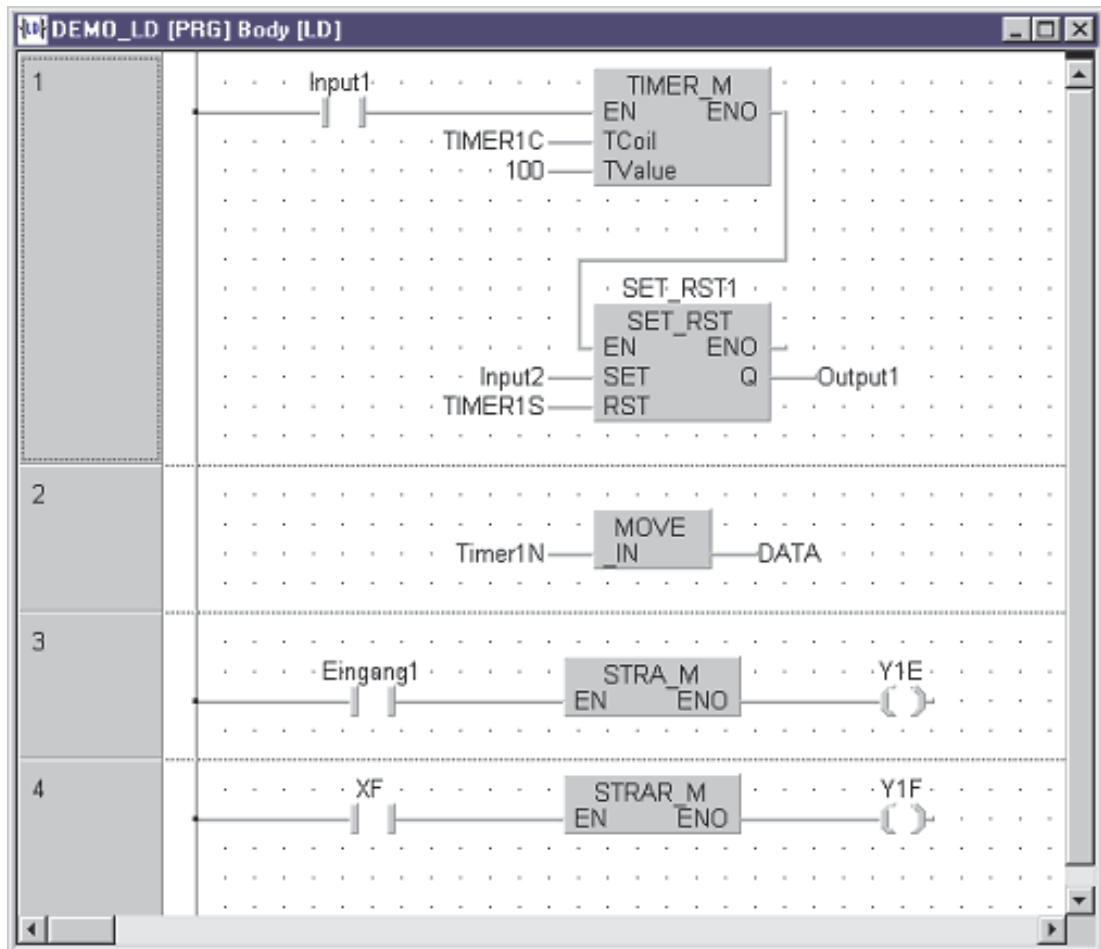 DEMO_LD [PRG] Body [LD]
1
Input1
TIMER_M
EN ENO
TIMER1C TCoil
100 TValue
SET_RST1
SET_RST
EN ENO
Input2 SET Q Output1
TIMER1S RST
2
MOVE
Timer1N _IN DATA
3
Eingang1 STRA_M Y1E
EN ENO
4
XF STRAR_M Y1F
EN ENO